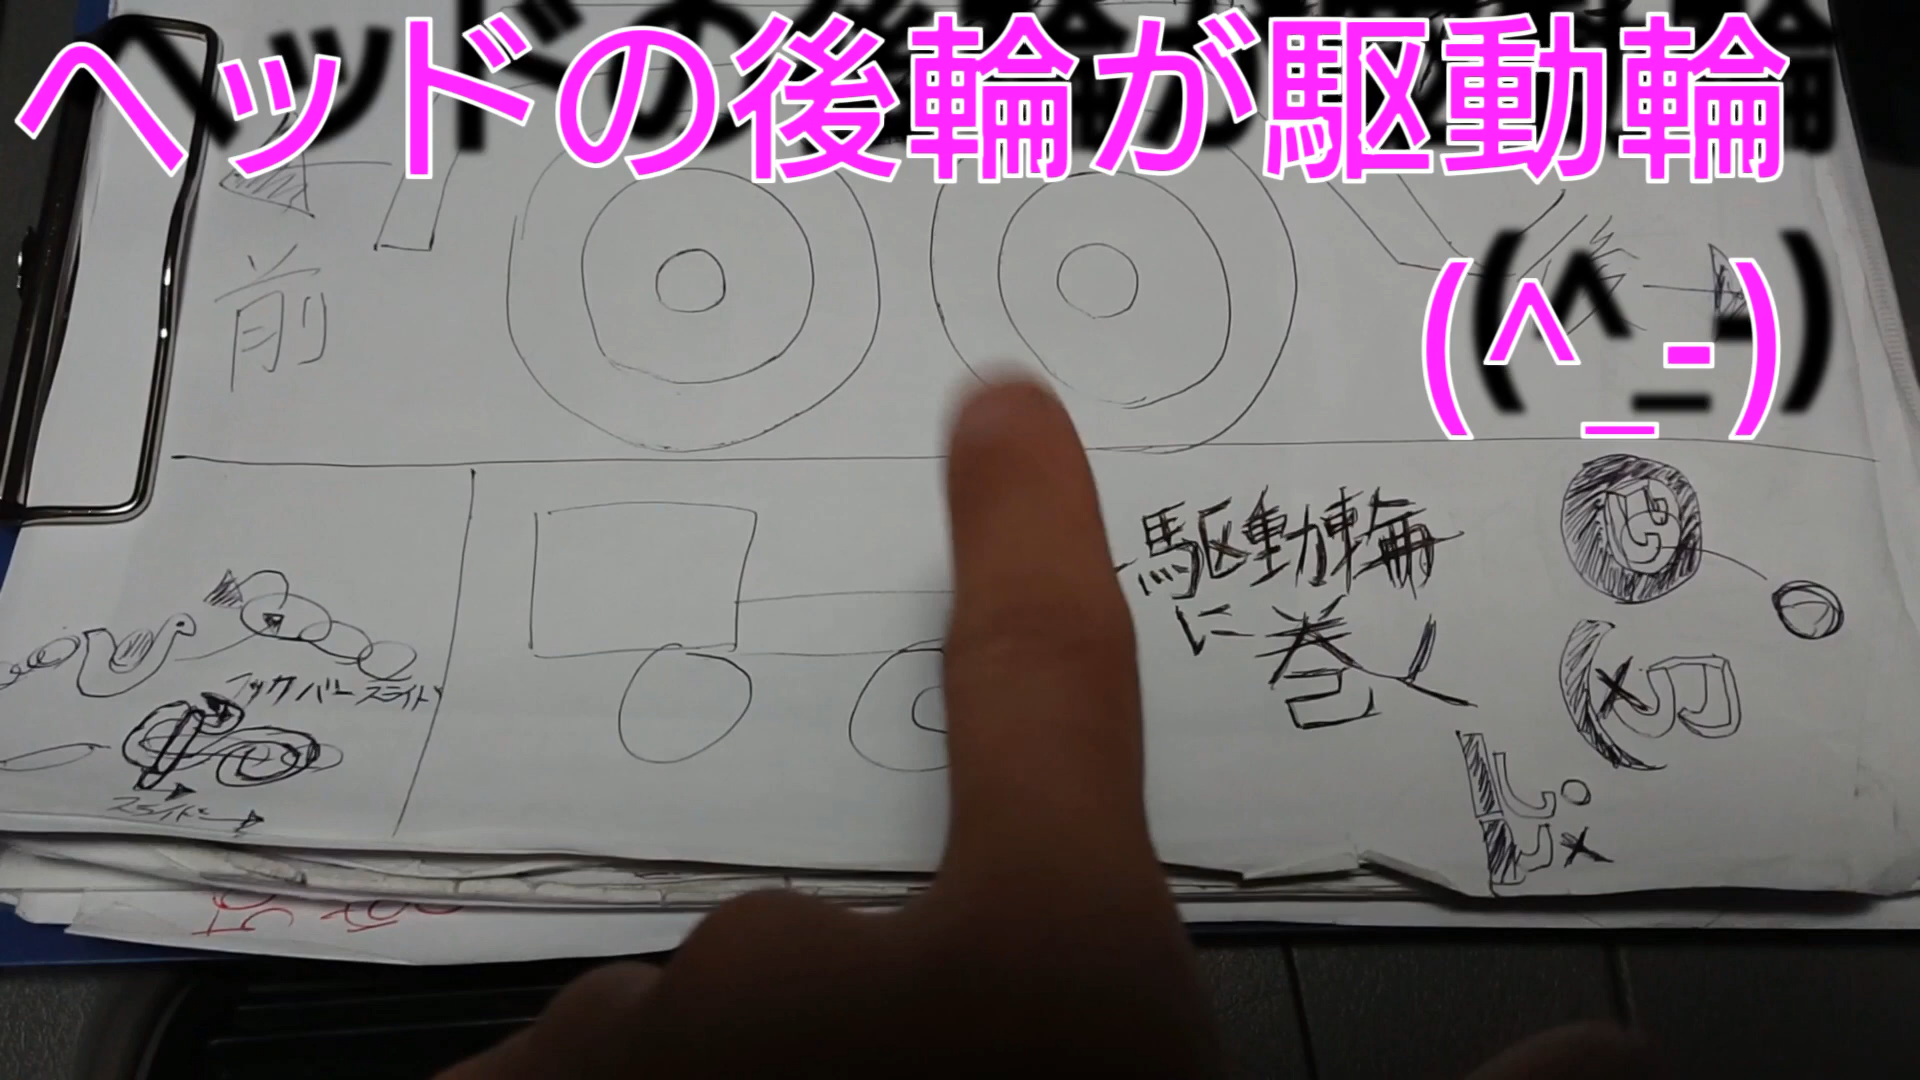 ヘッドの後輪が駆動輪
(^_-)
前
駆動輪
に巻く
フックバー スライド
スライド